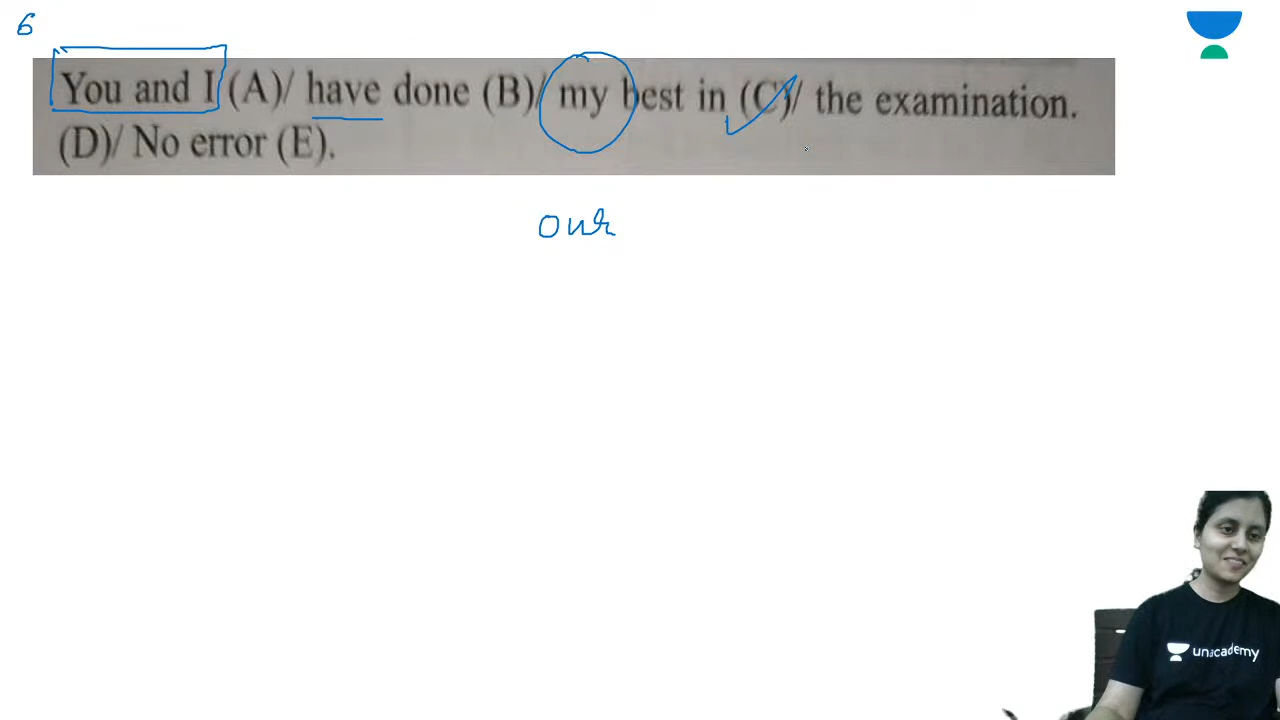 6
You and I (A)/ have done (B)/ my best in (C)/ the examination.
(D)/ No error (E).
our
unacademy